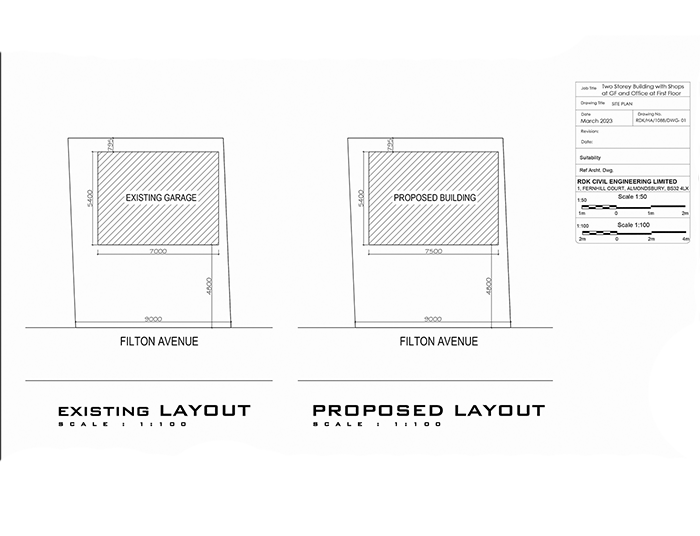 795
EXISTING GARAGE
5400
7000
4800
9000
FILTON AVENUE
EXISTING LAYOUT
SCALE : 1:100
795
PROPOSED BUILDING
5400
7500
4800
9000
FILTON AVENUE
PROPOSED LAYOUT
SCALE : 1:100
Job Title Two Storey Building with Shops
at GF and Office at First Floor
Drawing Title SITE PLAN
Date Drawing No.
March 2023 RDK/HA/1088/DWG- 01
Revision:
Date:
Suitability
Ref Archt. Dwg.
RDK CIVIL ENGINEERING LIMITED
1, FERNHILL COURT, ALMONDSBURY, BS32 4LX
1:50 Scale 1:50
1m 0 1m 2m
1:100 Scale 1:100
2m 0 2m 4m